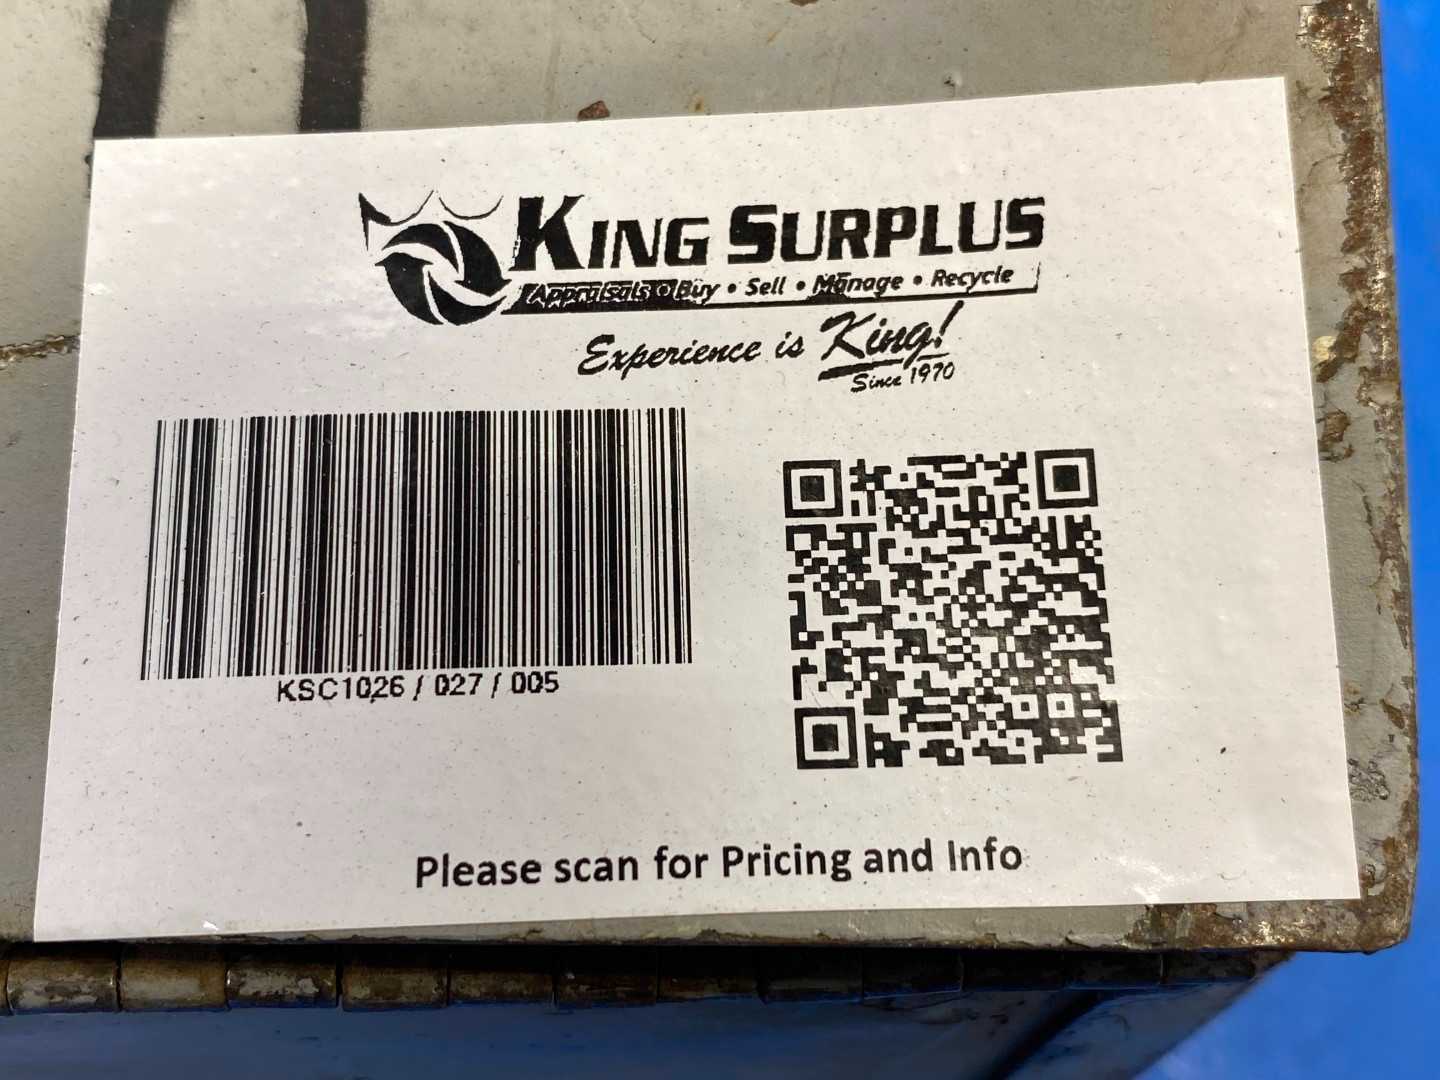 KING SURPLUS
Appraisals • Buy • Sell • Manage • Recycle
Experience is King!
Since 1970
KSC1026 / 027 / 005
Please scan for Pricing and Info